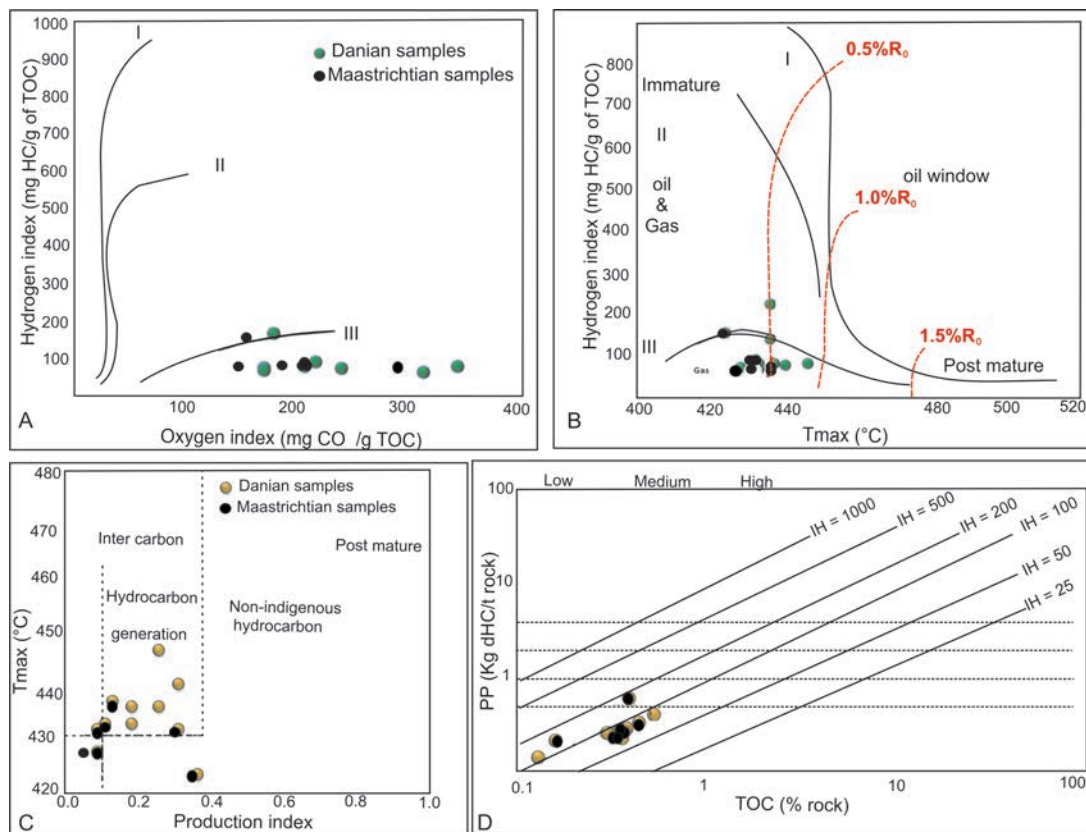 1000
900
800
700
600
500
400
300
200
100
Hydrogen index (mg HC/g of TOC)
I
II
III
Danian samples
Maastrichtian samples
100
200
300
400
A
Oxygen index (mg CO /g TOC)
800
700
600
500
400
300
200
100
Hydrogen index (mg HC/g of TOC)
I
0.5%R₀
Immature
II
oil window
oil
&
Gas
1.0%R₀
III
1.5%R₀
Gas
Post mature
400
420
440
480
500
520
B
Tmax (°C)
480
470
460
450
440
430
420
Tmax (°C)
Danian samples
Maastrichtian samples
Inter carbon
Post mature
Hydrocarbon
generation
Non-indigenous
hydrocarbon
0.0
0.2
0.4
0.6
0.8
1.0
C
Production index
Low
Medium
High
100
10
1
PP (Kg dHC/t rock)
IH = 1000
IH = 500
IH = 200
IH = 100
IH = 50
IH = 25
0.1
1
10
100
D
TOC (% rock)